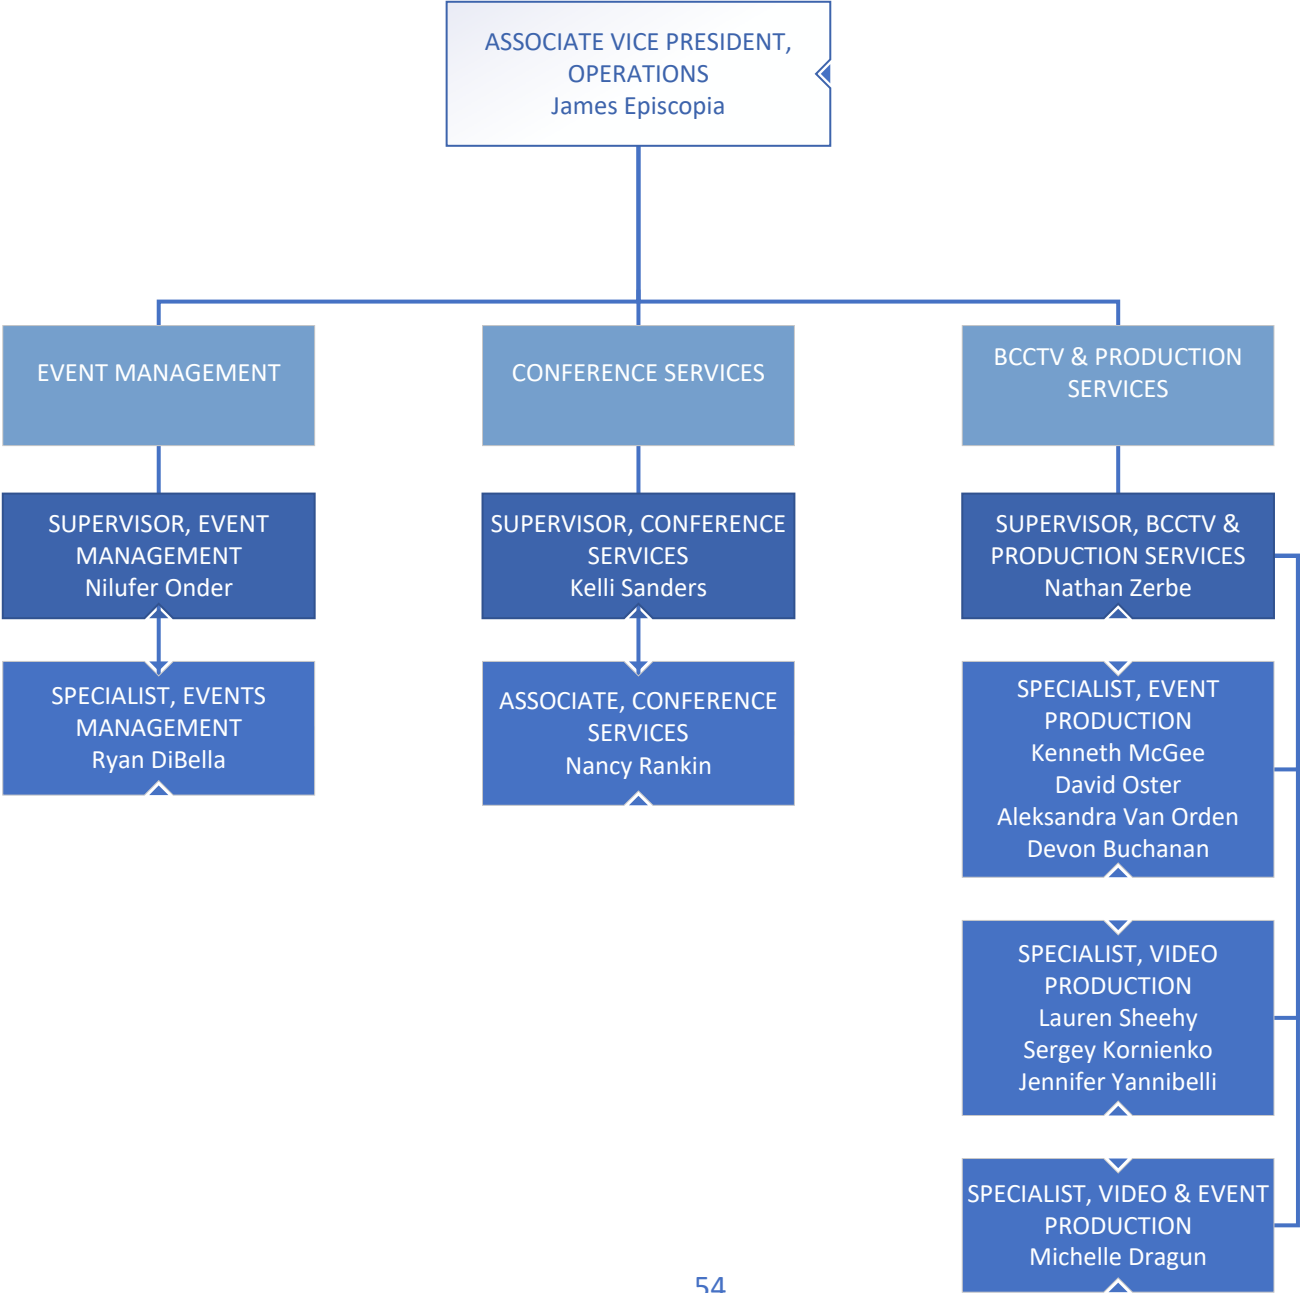 ASSOCIATE VICE PRESIDENT,
OPERATIONS
James Episcopia
EVENT MANAGEMENT
CONFERENCE SERVICES
BCCTV & PRODUCTION
SERVICES
SUPERVISOR, EVENT
MANAGEMENT
Nilufer Onder
SUPERVISOR, CONFERENCE
SERVICES
Kelli Sanders
SUPERVISOR, BCCTV &
PRODUCTION SERVICES
Nathan Zerbe
SPECIALIST, EVENTS
MANAGEMENT
Ryan DiBella
ASSOCIATE, CONFERENCE
SERVICES
Nancy Rankin
SPECIALIST, EVENT
PRODUCTION
Kenneth McGee
David Oster
Aleksandra Van Orden
Devon Buchanan
SPECIALIST, VIDEO
PRODUCTION
Lauren Sheehy
Sergey Kornienko
Jennifer Yannibelli
SPECIALIST, VIDEO & EVENT
PRODUCTION
Michelle Dragun
54